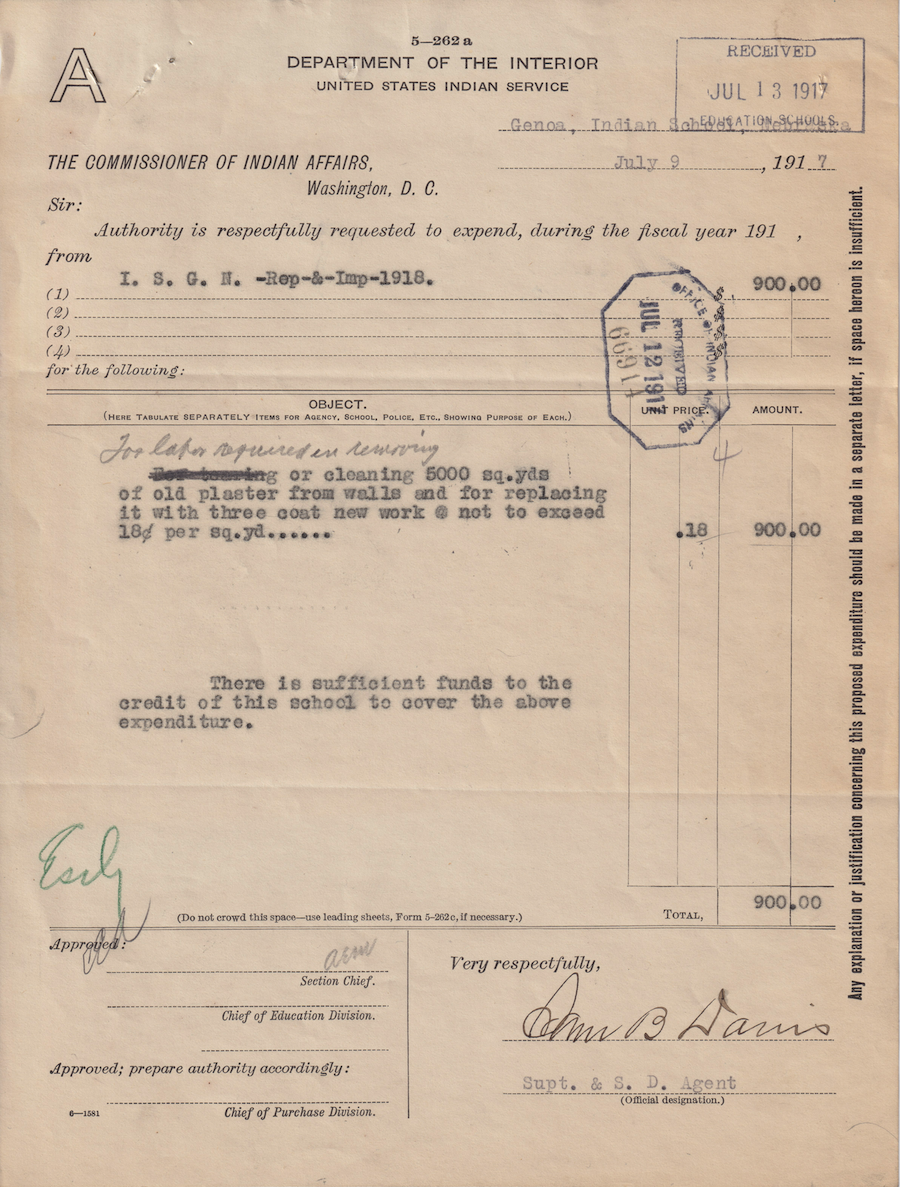 5—262 a
A
DEPARTMENT OF THE INTERIOR
UNITED STATES INDIAN SERVICE
RECEIVED
JUL 13 1917
EDUCATION-SCHOOLS.
Genoa, Indian School, Nebraska
THE COMMISSIONER OF INDIAN AFFAIRS,
July 9, 1917
Washington, D. C.
Sir:
Authority is respectfully requested to expend, during the fiscal year 191 ,
from
I. S. G. N. -Rep-&-Imp-1918.
(1) $ 900.00
(2) $
(3) $
(4) $
for the following:
OFFICE OF INDIAN AFFAIRS
RECEIVED
JUL 12 191
66914
OBJECT.
(HERE TABULATE SEPARATELY ITEMS FOR AGENCY, SCHOOL, POLICE, ETC., SHOWING PURPOSE OF EACH.)
UNIT PRICE.
AMOUNT.
For labor required in removing
4
or cleaning 5000 sq.yds
of old plaster from walls and for replacing
it with three coat new work @ not to exceed
18¢ per sq.yd...... .18 900.00
There is sufficient funds to the
credit of this school to cover the above
expenditure.
(Do not crowd this space—use leading sheets, Form 5-262c, if necessary.)
TOTAL, 900.00
Approved:
Section Chief.
Chief of Education Division.
Approved; prepare authority accordingly:
Chief of Purchase Division.
6—1581
Very respectfully,
Sam B Davis
Supt. & S. D. Agent
(Official designation.)
Any explanation or justification concerning this proposed expenditure should be made in a separate letter, if space hereon is insufficient.